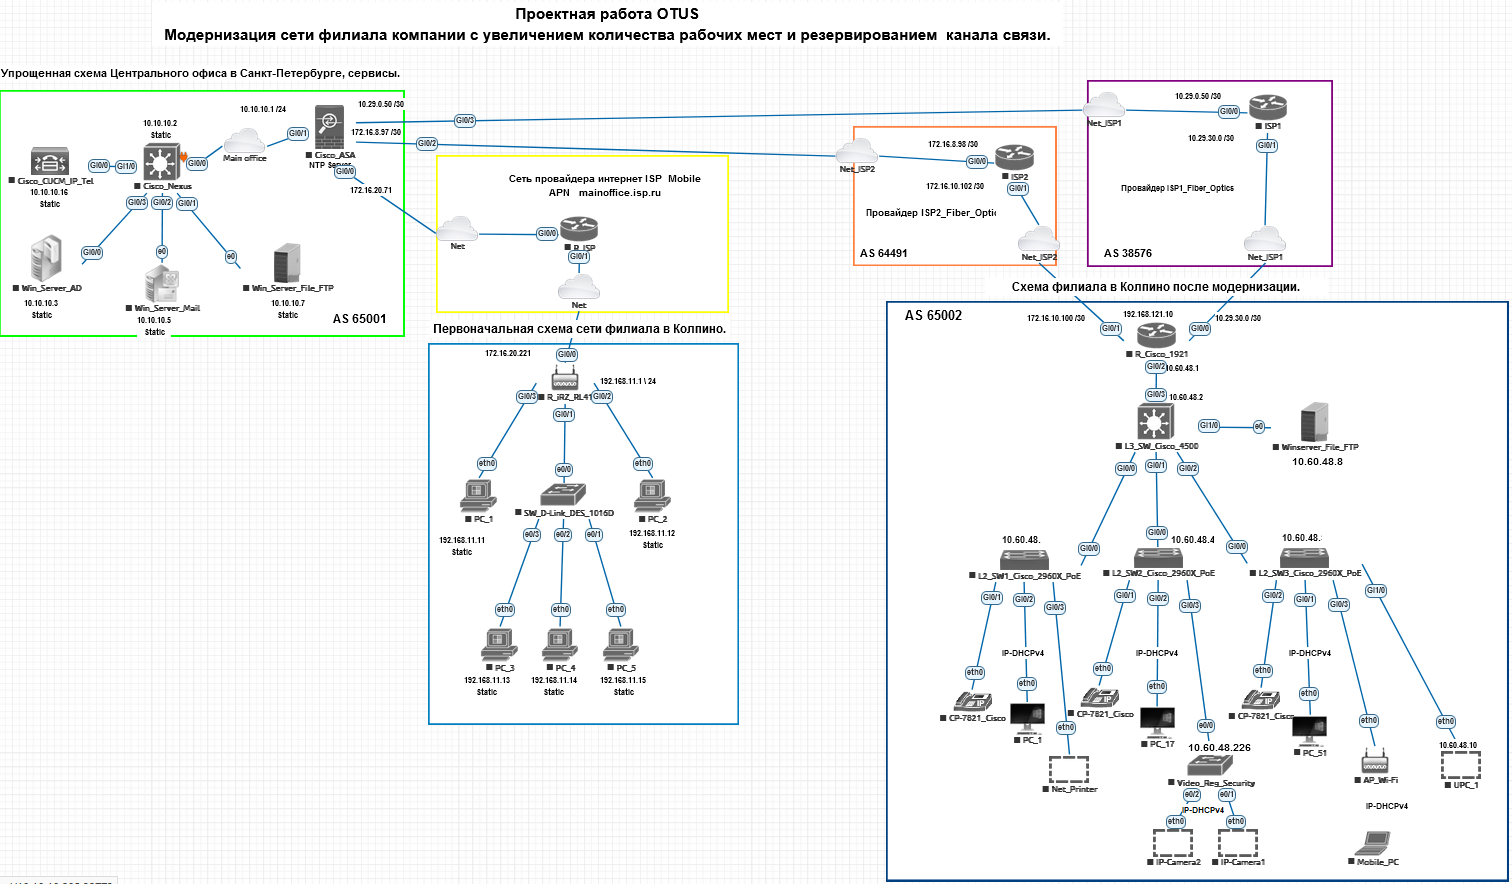 Проектная работа OTUS
Модернизация сети филиала компании с увеличением количества рабочих мест и резервированием канала связи.
Упрощенная схема Центрального офиса в Санкт-Петербурге, сервисы.
10.10.10.1 /24
10.29.0.50 /30
10.10.10.2
Static
Gi0/1
172.16.8.97 /30
Gi0/3
Gi0/2
Main office
Cisco_ASA
NTP Server
Gi0/0
Gi1/0
Gi0/0
Gi0/0
Cisco_CUCM_IP_Tel
10.10.10.16
Static
Cisco_Nexus
172.16.20.71
Gi0/3
Gi0/2
Gi0/1
Gi0/0
e0
e0
Win_Server_AD
10.10.10.3
Static
Win_Server_Mail
10.10.10.5
Static
Win_Server_File_FTP
10.10.10.7
Static
AS 65001
Сеть провайдера интернет ISP Mobile
APN mainoffice.isp.ru
Net
Gi0/0
R_ISP
Gi0/1
Net
Net_ISP2
172.16.8.98 /30
Gi0/0
ISP2
172.16.10.102 /30
Gi0/1
Провайдер ISP2_Fiber_Optic
AS 64491
Net_ISP2
Net_ISP1
10.29.0.50 /30
Gi0/0
ISP1
10.29.30.0 /30
Gi0/1
Провайдер ISP1_Fiber_Optics
AS 38576
Net_ISP1
Первоначальная схема сети филиала в Колпино.
172.16.20.221
Gi0/0
192.168.11.1 \ 24
Gi0/3
R_iRZ_RL41
Gi0/2
Gi0/1
eth0
e0/0
eth0
PC_1
192.168.11.11
Static
SW_D-Link_DES_1016D
PC_2
192.168.11.12
Static
e0/3
e0/2
e0/1
eth0
eth0
eth0
PC_3
192.168.11.13
Static
PC_4
192.168.11.14
Static
PC_5
192.168.11.15
Static
Схема филиала в Колпино после модернизации.
AS 65002
172.16.10.100 /30
192.168.121.10
10.29.30.0 /30
Gi0/1
Gi0/0
R_Cisco_1921
Gi0/2
10.60.48.1
Gi0/3
10.60.48.2
L3_SW_Cisco_4500
Gi1/0
e0
Winserver_File_FTP
10.60.48.8
Gi0/0
Gi0/1
Gi0/2
10.60.48.
Gi0/0
Gi0/0
10.60.48.4
Gi0/0
10.60.48.
L2_SW1_Cisco_2960X_PoE
L2_SW2_Cisco_2960X_PoE
L2_SW3_Cisco_2960X_PoE
Gi0/1
Gi0/2
Gi0/3
Gi0/1
Gi0/2
Gi0/3
Gi0/2
Gi0/1
Gi0/3
Gi1/0
IP-DHCPv4
IP-DHCPv4
IP-DHCPv4
eth0
eth0
eth0
eth0
eth0
e0/0
eth0
eth0
eth0
eth0
CP-7821_Cisco
PC_1
Net_Printer
CP-7821_Cisco
PC_17
CP-7821_Cisco
PC_51
AP_Wi-Fi
10.60.48.10
UPC_1
10.60.48.226
Video_Reg_Security
e0/2
e0/1
IP-DHCPv4
eth0
eth0
IP-Camera2
IP-Camera1
IP-DHCPv4
Mobile_PC